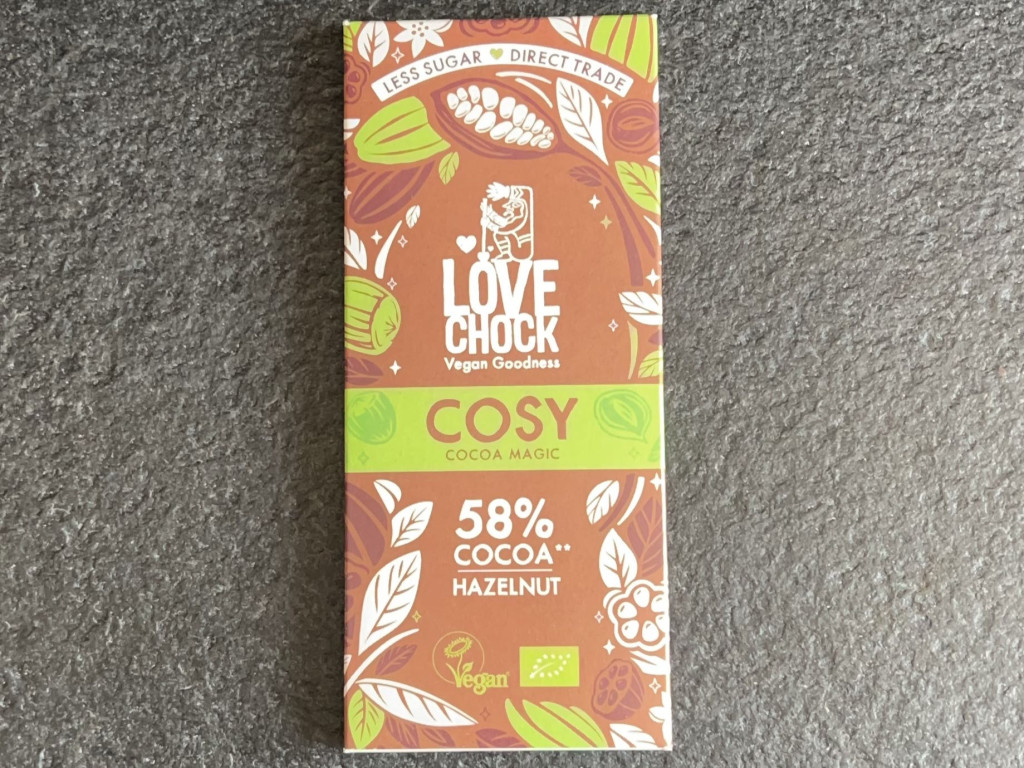 LESS SUGAR 💚 DIRECT TRADE
LOVE
CHOCK
Vegan Goodness
COSY
COCOA MAGIC
58%
COCOA**
HAZELNUT
Vegan